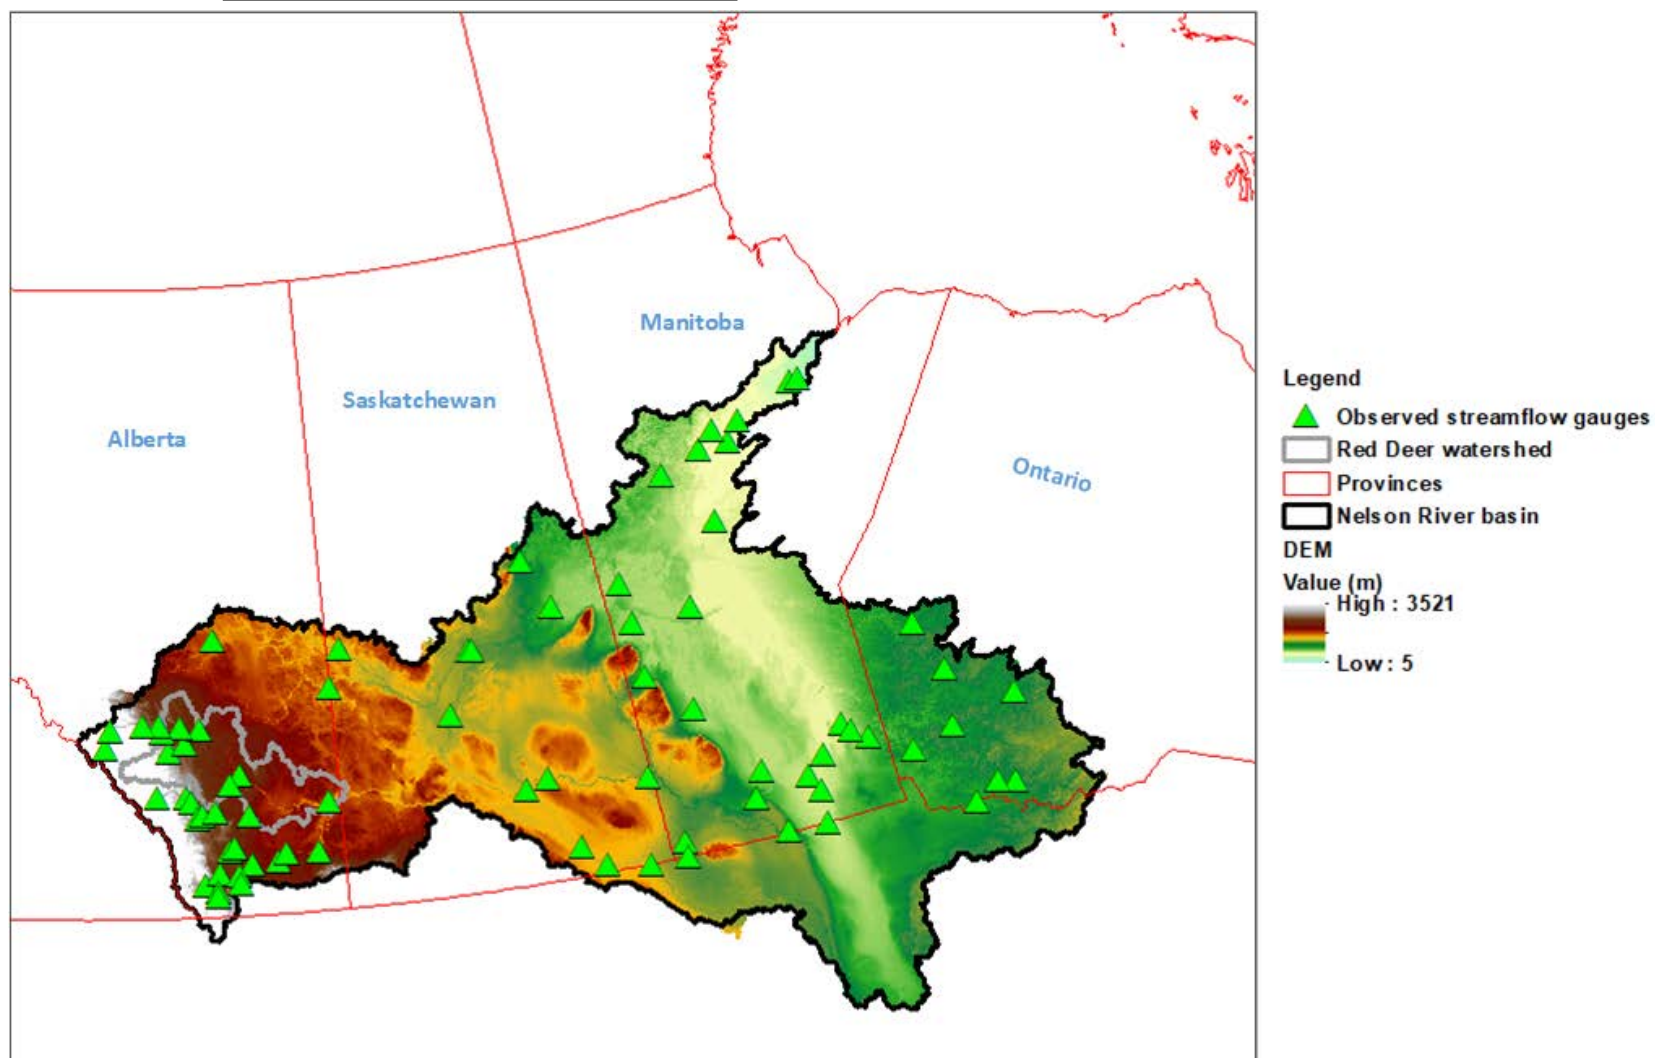 Manitoba
Saskatchewan
Alberta
Ontario
Legend
Observed streamflow gauges
Red Deer watershed
Provinces
Nelson River basin
DEM
Value (m)
High : 3521
Low : 5